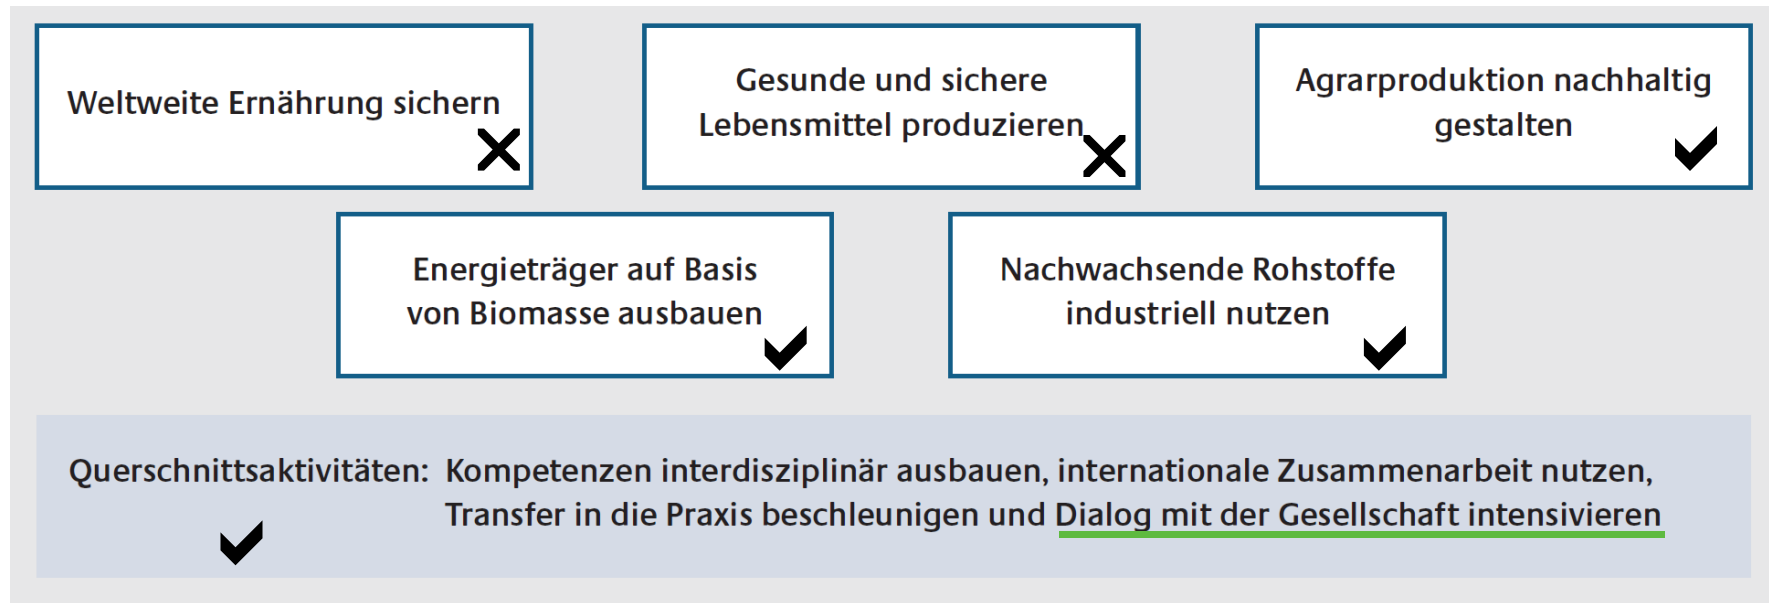 Weltweite Ernährung sichern
Gesunde und sichere
Lebensmittel produzieren
Agrarproduktion nachhaltig
gestalten
Energieträger auf Basis
von Biomasse ausbauen
Nachwachsende Rohstoffe
industriell nutzen
Querschnittsaktivitäten: Kompetenzen interdisziplinär ausbauen, internationale Zusammenarbeit nutzen,
Transfer in die Praxis beschleunigen und Dialog mit der Gesellschaft intensivieren